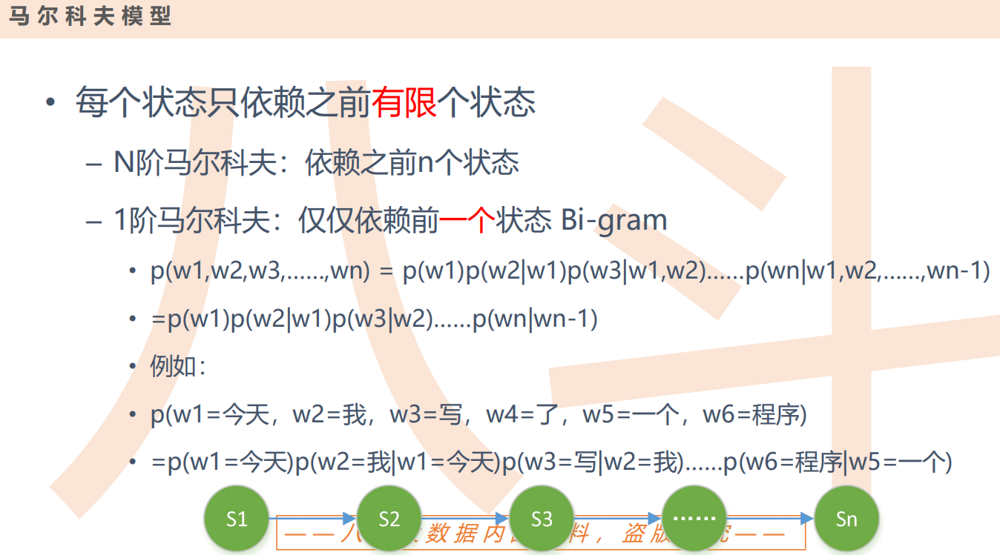 马尔科夫模型
• 每个状态只依赖之前有限个状态
– N阶马尔科夫：依赖之前n个状态
– 1阶马尔科夫：仅仅依赖前一个状态 Bi-gram
• p(w1,w2,w3,……,wn) = p(w1)p(w2|w1)p(w3|w1,w2)……p(wn|w1,w2,……,wn-1)
• =p(w1)p(w2|w1)p(w3|w2)……p(wn|wn-1)
• 例如：
• p(w1=今天，w2=我，w3=写，w4=了，w5=一个，w6=程序)
• =p(w1=今天)p(w2=我|w1=今天)p(w3=写|w2=我)……p(w6=程序|w5=一个)
S1 S2 S3 …… Sn
——八 数据内 料，盗版 ——
八斗